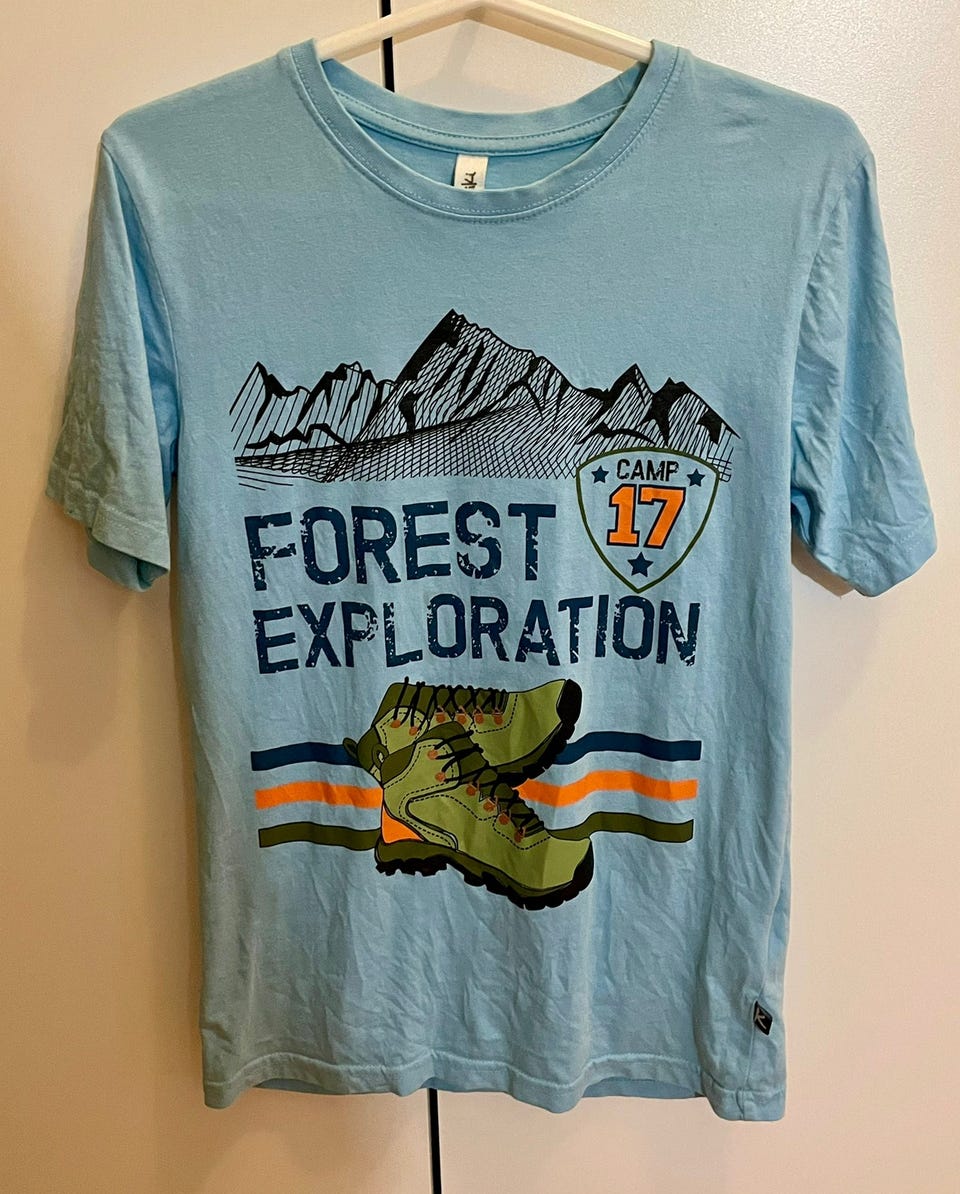 CAMP
17
FOREST
EXPLORATION